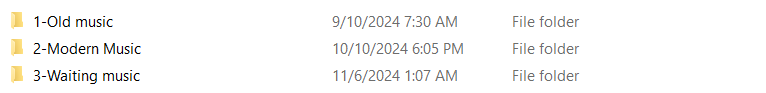 1-Old music 9/10/2024 7:30 AM File folder
2-Modern Music 10/10/2024 6:05 PM File folder
3-Waiting music 11/6/2024 1:07 AM File folder